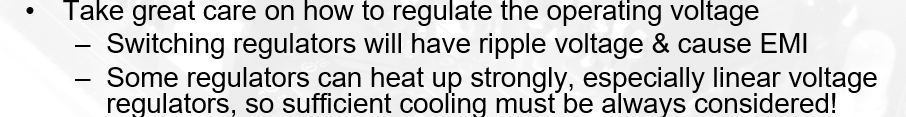 • Take great care on how to regulate the operating voltage
– Switching regulators will have ripple voltage & cause EMI
– Some regulators can heat up strongly, especially linear voltage
regulators, so sufficient cooling must be always considered!